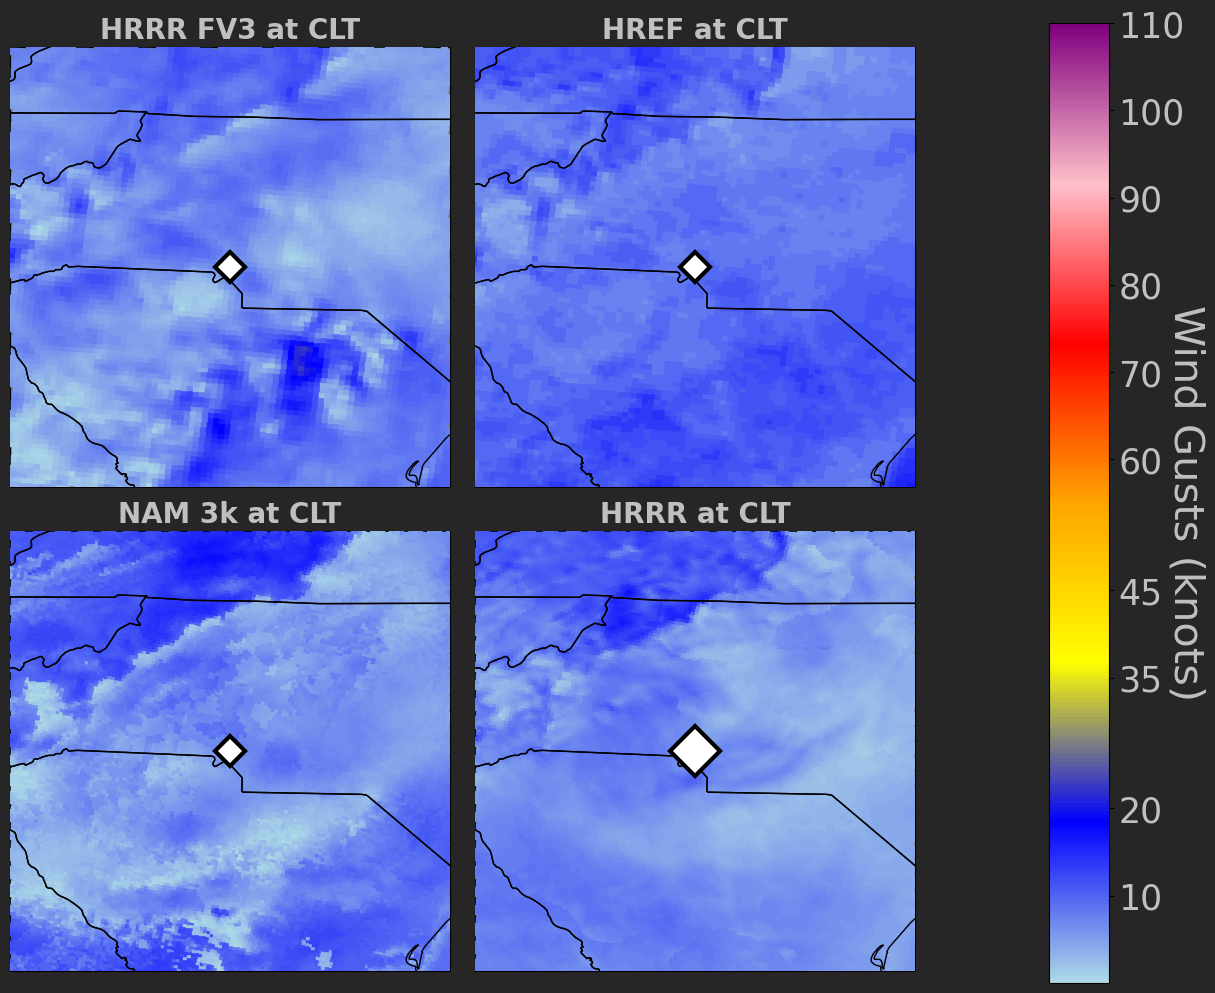 HRRR FV3 at CLT
HREF at CLT
NAM 3k at CLT
HRRR at CLT
110
100
90
80
70
60
45
35
20
10
Wind Gusts (knots)